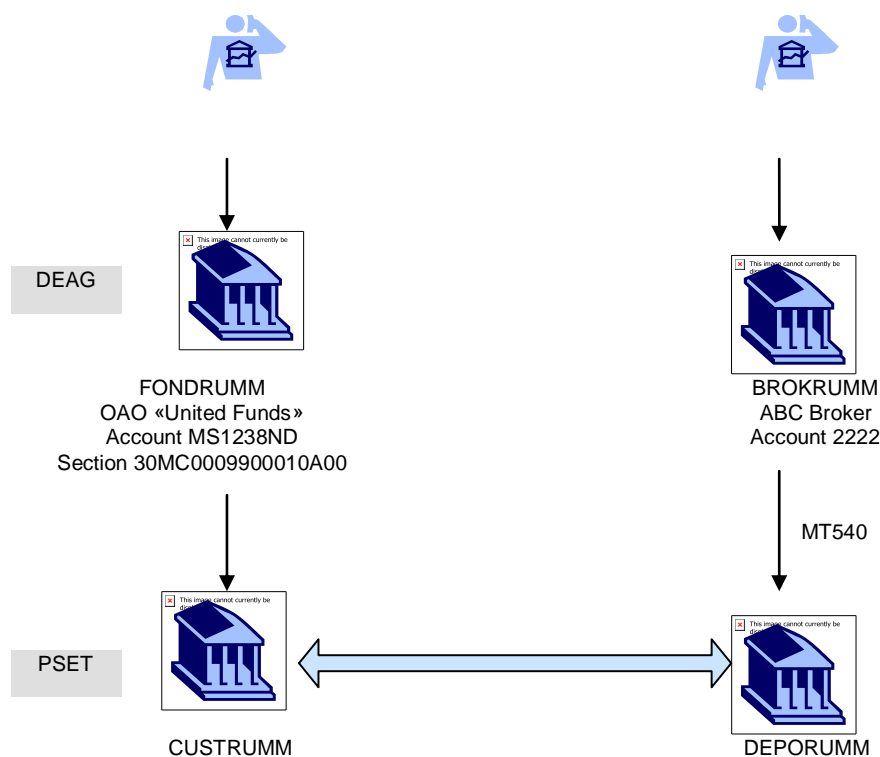 This image cannot currently be
DEAG
This image cannot currently be
FONDRUMM
OAO «United Funds»
Account MS1238ND
Section 30MC0009900010A00
BROKRUMM
ABC Broker
Account 2222
MT540
This image cannot currently be
This image cannot currently be
PSET
CUSTRUMM
DEPORUMM